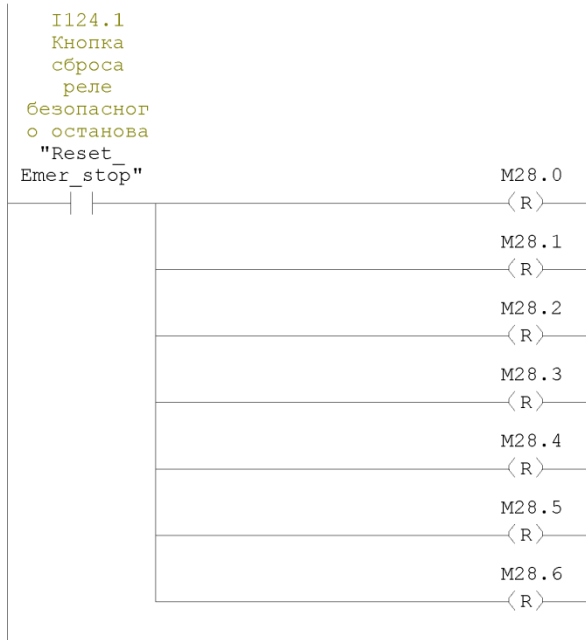 I124.1
Кнопка
сброса
реле
безопасног
о останова
"Reset_
Emer_stop"
M28.0
R
M28.1
R
M28.2
R
M28.3
R
M28.4
R
M28.5
R
M28.6
R